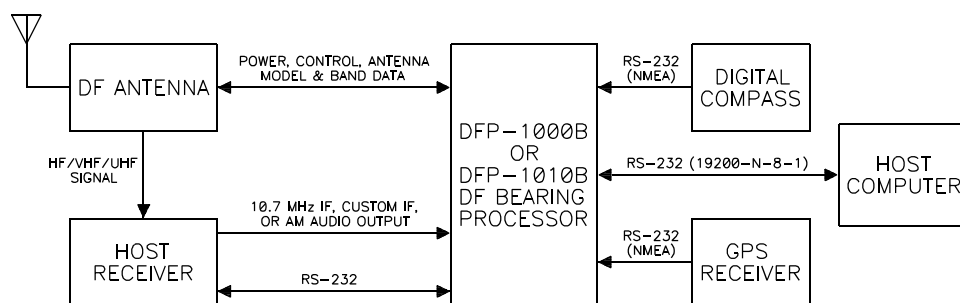 DF ANTENNA
POWER, CONTROL, ANTENNA
MODEL & BAND DATA
HF/VHF/UHF
SIGNAL
HOST
RECEIVER
10.7 MHz IF, CUSTOM IF,
OR AM AUDIO OUTPUT
RS-232
DFP-1000B
OR
DFP-1010B
DF BEARING
PROCESSOR
RS-232
(NMEA)
DIGITAL
COMPASS
RS-232 (19200-N-8-1)
HOST
COMPUTER
RS-232
(NMEA)
GPS
RECEIVER